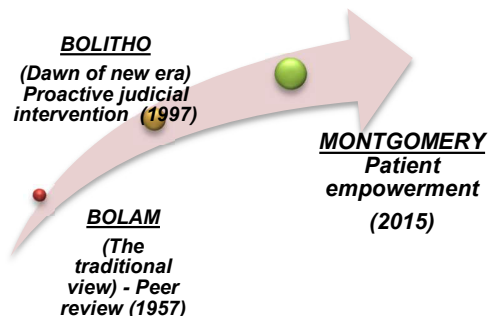 BOLITHO
(Dawn of new era)
Proactive judicial
intervention (1997)
MONTGOMERY
Patient
empowerment
(2015)
BOLAM
(The
traditional
view) - Peer
review (1957)